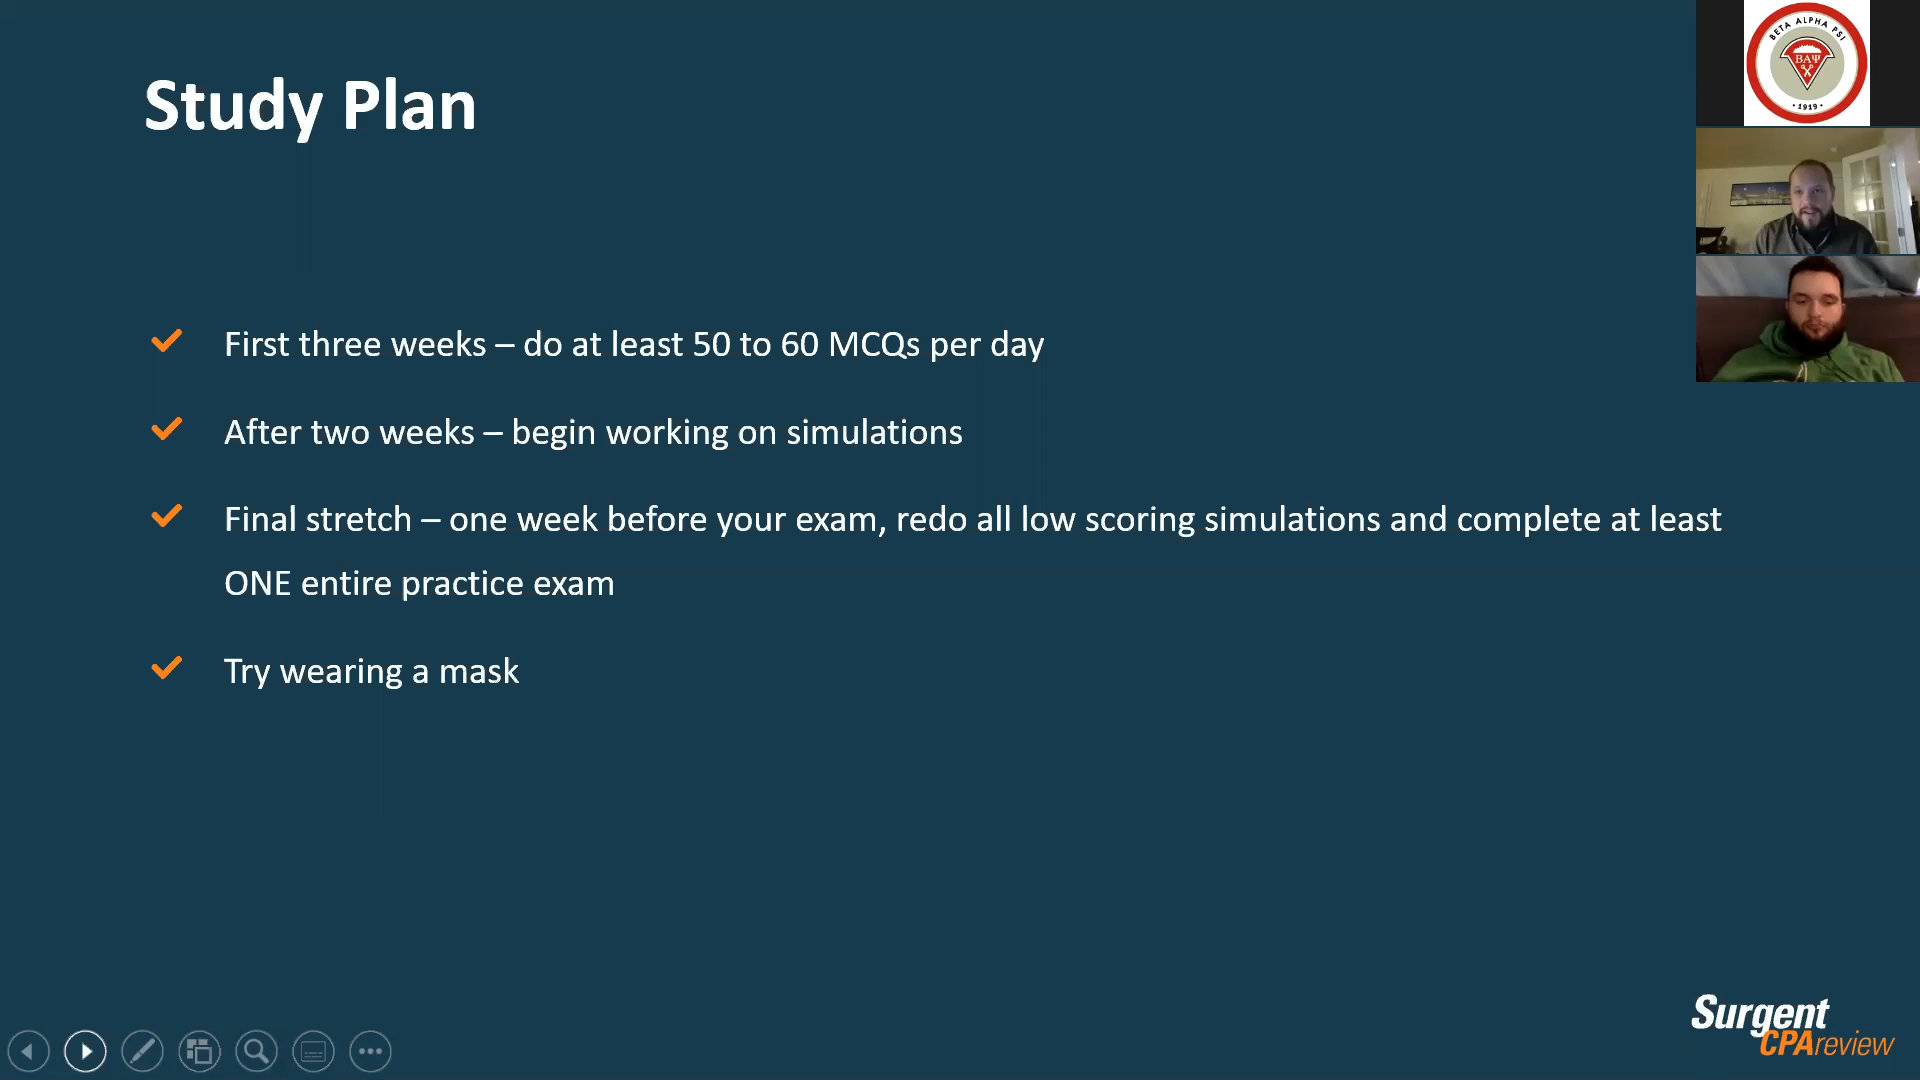 Study Plan
First three weeks – do at least 50 to 60 MCQs per day
After two weeks – begin working on simulations
Final stretch – one week before your exam, redo all low scoring simulations and complete at least
ONE entire practice exam
Try wearing a mask
BETA ALPHA PSI
ΒΑΨ
• 1919 •
Surgent
CPAreview